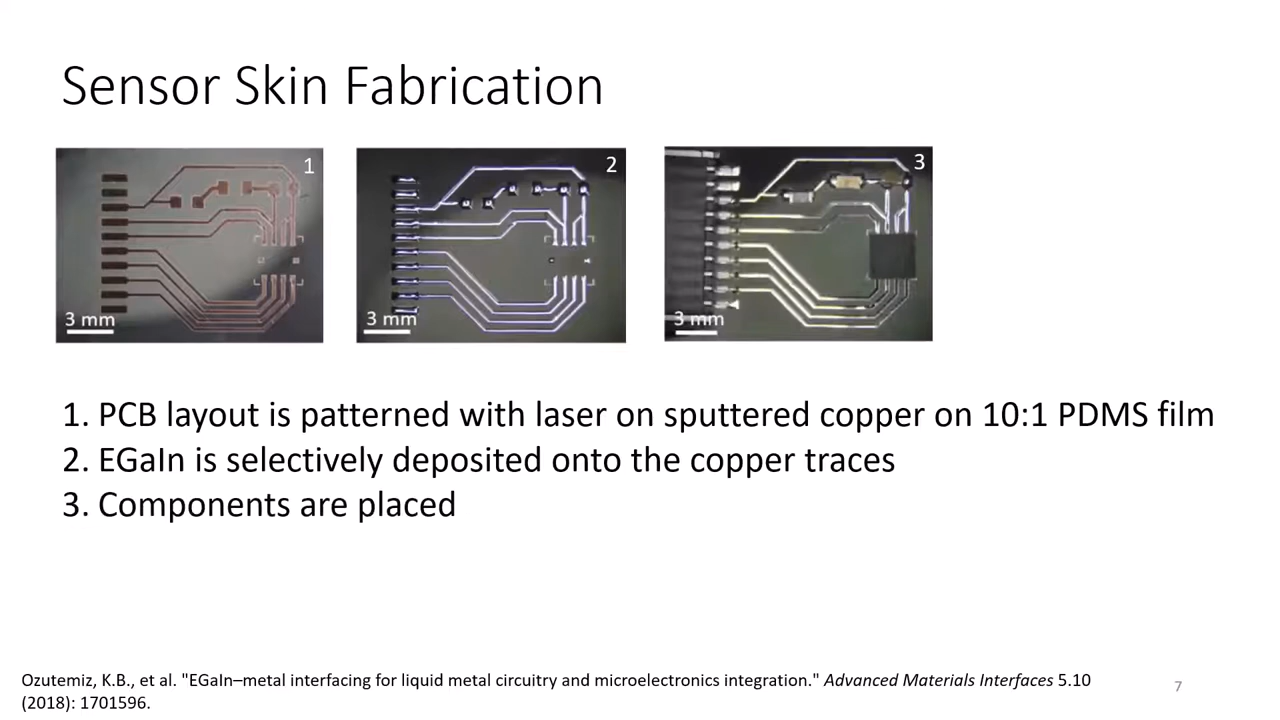 Sensor Skin Fabrication
1
2
3
3 mm
3 mm
3 mm
1. PCB layout is patterned with laser on sputtered copper on 10:1 PDMS film
2. EGaIn is selectively deposited onto the copper traces
3. Components are placed
Ozutemiz, K.B., et al. "EGaIn–metal interfacing for liquid metal circuitry and microelectronics integration." Advanced Materials Interfaces 5.10
(2018): 1701596.
7